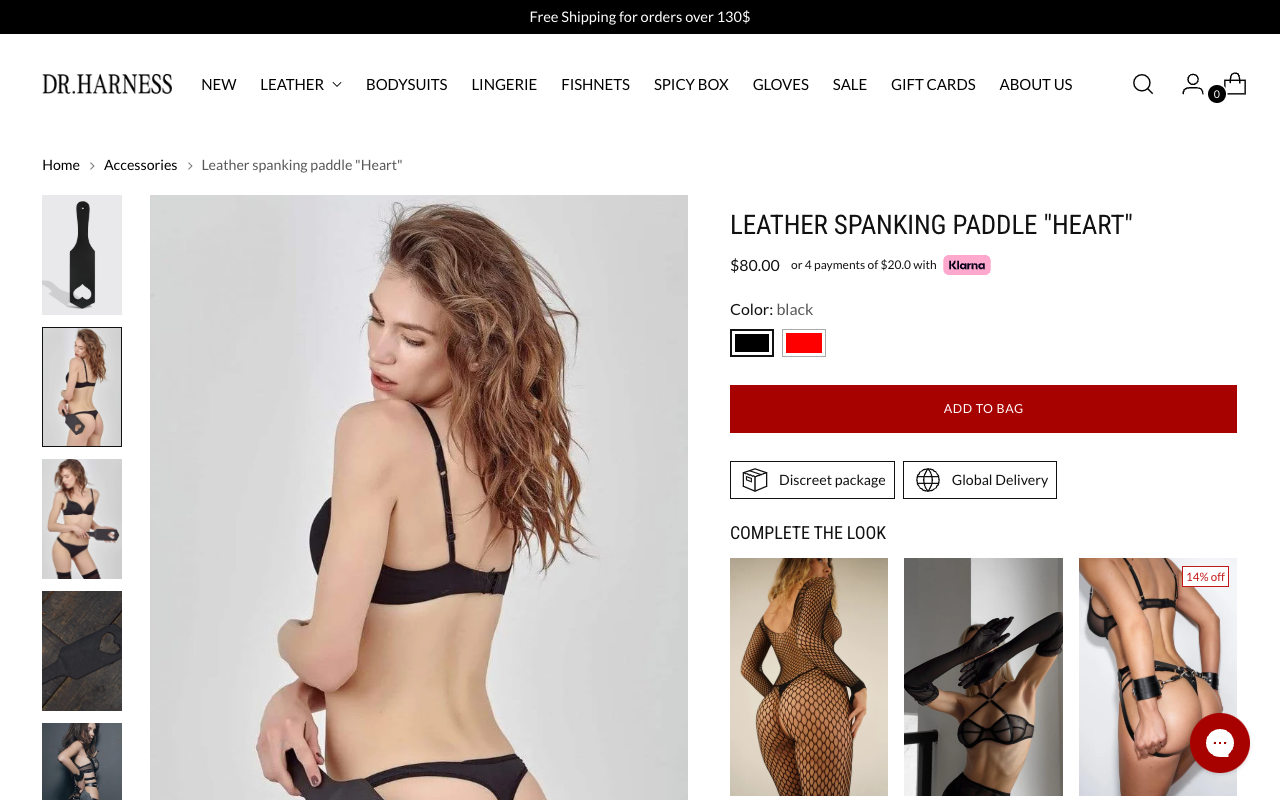 Free Shipping for orders over 130$
DR.HARNESS
NEW LEATHER BODYSUITS LINGERIE FISHNETS SPICY BOX GLOVES SALE GIFT CARDS ABOUT US
0
Home > Accessories > Leather spanking paddle "Heart"
LEATHER SPANKING PADDLE "HEART"
$80.00 or 4 payments of $20.0 with Klarna
Color: black
ADD TO BAG
Discreet package
Global Delivery
COMPLETE THE LOOK
14% off